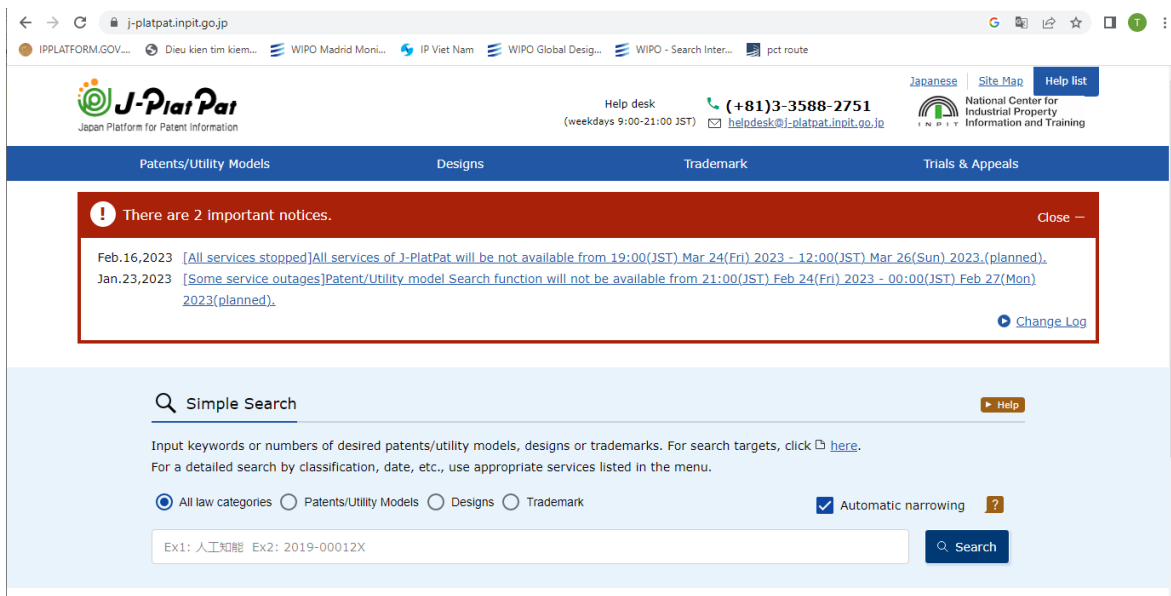 j-platpat.inpit.go.jp
IPPLATFORM.GOV.... Dieu kien tim kiem... WIPO Madrid Moni... IP Viet Nam WIPO Global Desig... WIPO - Search Inter... pct route
J-PlatPat
Japan Platform for Patent Information
Help desk
(weekdays 9:00-21:00 JST)
(+81)3-3588-2751
helpdesk@j-platpat.inpit.go.jp
Japanese Site Map Help list
INPIT
National Center for
Industrial Property
Information and Training
Patents/Utility Models Designs Trademark Trials & Appeals
! There are 2 important notices. Close —
Feb.16,2023 [All services stopped]All services of J-PlatPat will be not available from 19:00(JST) Mar 24(Fri) 2023 - 12:00(JST) Mar 26(Sun) 2023.(planned).
Jan.23,2023 [Some service outages]Patent/Utility model Search function will not be available from 21:00(JST) Feb 24(Fri) 2023 - 00:00(JST) Feb 27(Mon)
2023(planned).
Change Log
Simple Search Help
Input keywords or numbers of desired patents/utility models, designs or trademarks. For search targets, click here.
For a detailed search by classification, date, etc., use appropriate services listed in the menu.
All law categories Patents/Utility Models Designs Trademark Automatic narrowing ?
Ex1: 人工知能 Ex2: 2019-00012X Search